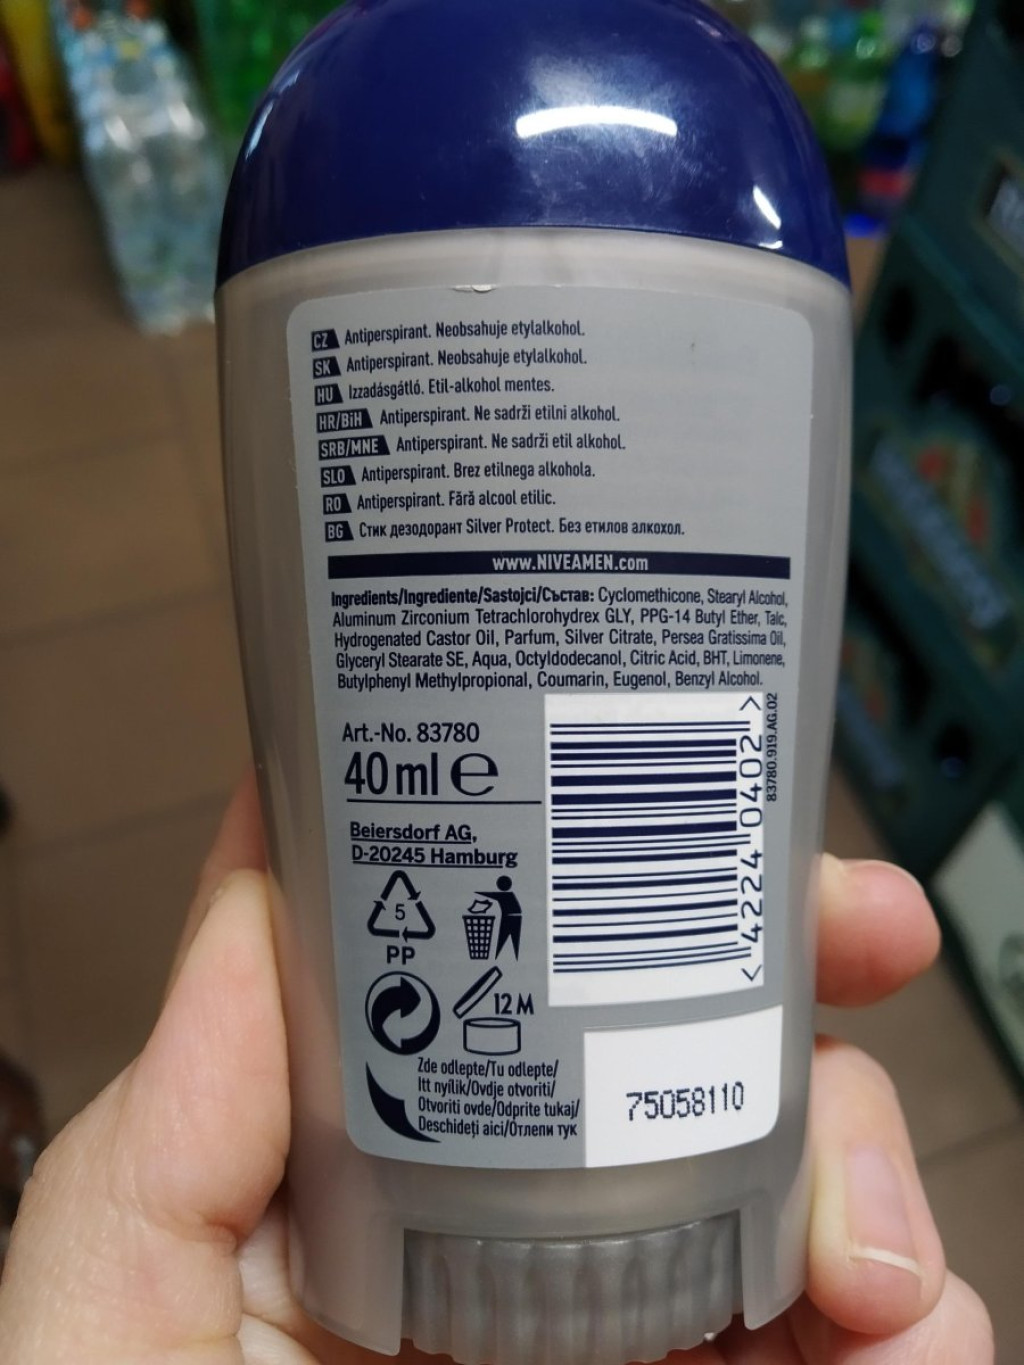 CZ Antiperspirant. Neobsahuje etylalkohol.
SK Antiperspirant. Neobsahuje etylalkohol.
HU Izzadásgátló. Etil-alkohol mentes.
HR/BiH Antiperspirant. Ne sadrži etilni alkohol.
SRB/MNE Antiperspirant. Ne sadrži etil alkohol.
SLO Antiperspirant. Brez etilnega alkohola.
RO Antiperspirant. Fără alcool etilic.
BG Стик дезодорант Silver Protect. Без етилов алкохол.
www.NIVEAMEN.com
Ingredients/Ingrediente/Sastojci/Състав: Cyclomethicone, Stearyl Alcohol,
Aluminum Zirconium Tetrachlorohydrex GLY, PPG-14 Butyl Ether, Talc,
Hydrogenated Castor Oil, Parfum, Silver Citrate, Persea Gratissima Oil,
Glyceryl Stearate SE, Aqua, Octyldodecanol, Citric Acid, BHT, Limonene,
Butylphenyl Methylpropional, Coumarin, Eugenol, Benzyl Alcohol.
Art.-No. 83780
40 ml e
Beiersdorf AG,
D-20245 Hamburg
5
PP
12 M
Zde odlepte/Tu odlepte/
Itt nyílik/Ovdje otvoriti/
Otvoriti ovde/Odprite tukaj/
Deschideți aici/Отлепи тук
< 4224 0402 >
83780.919.AG.02
75058110